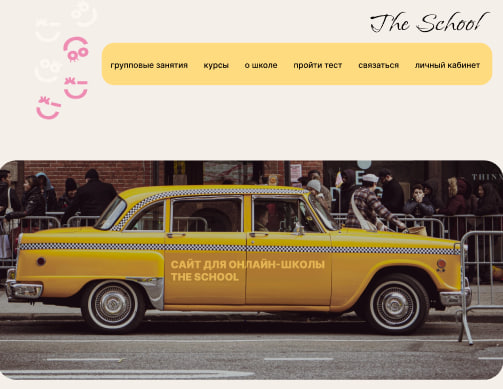 The School
групповые занятия курсы о школе пройти тест связаться личный кабинет
САЙТ ДЛЯ ОНЛАЙН-ШКОЛЫ
THE SCHOOL